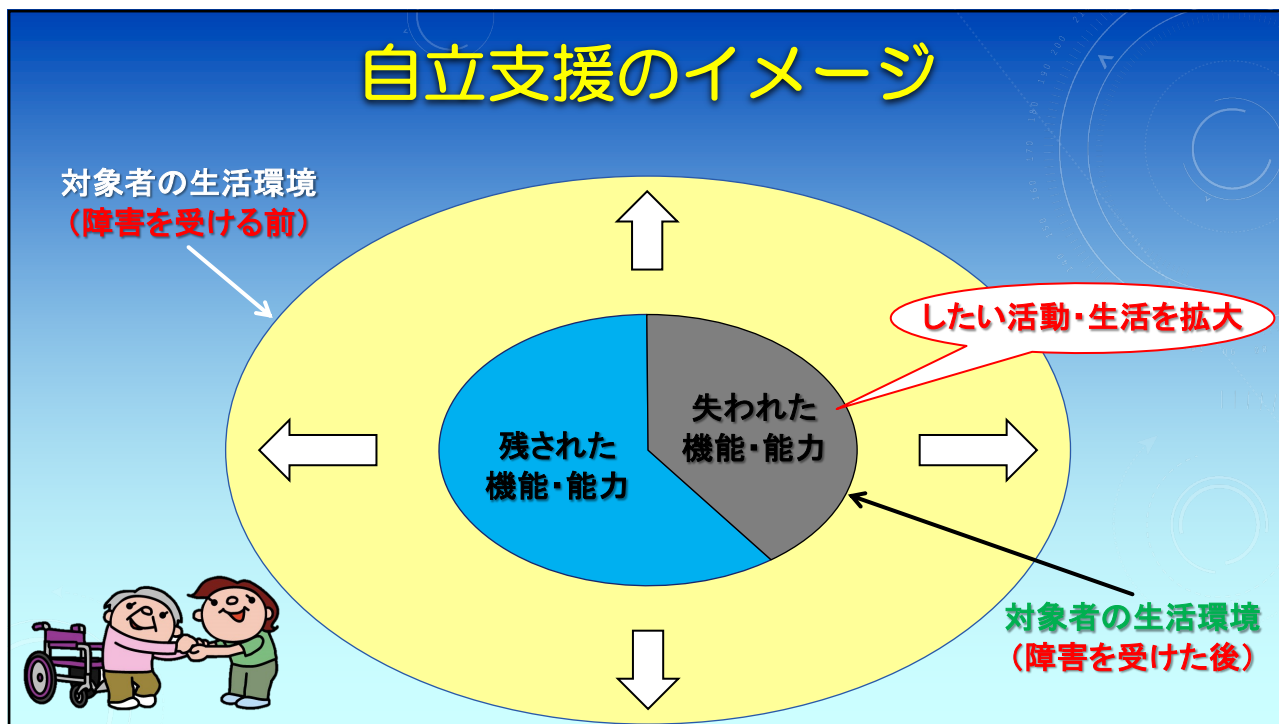 自立支援のイメージ
対象者の生活環境
（障害を受ける前）
したい活動・生活を拡大
失われた
機能・能力
残された
機能・能力
対象者の生活環境
（障害を受けた後）